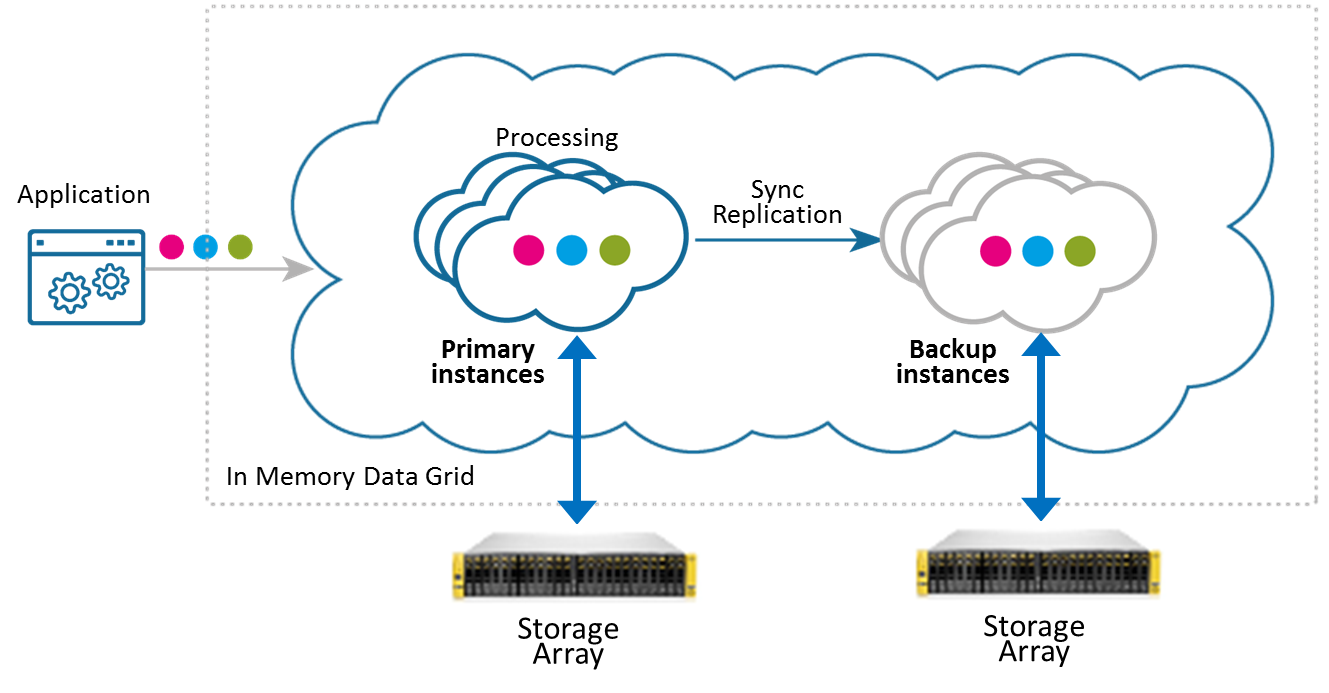 Processing
Application
Sync
Replication
Primary
instances
Backup
instances
In Memory Data Grid
Storage
Array
Storage
Array